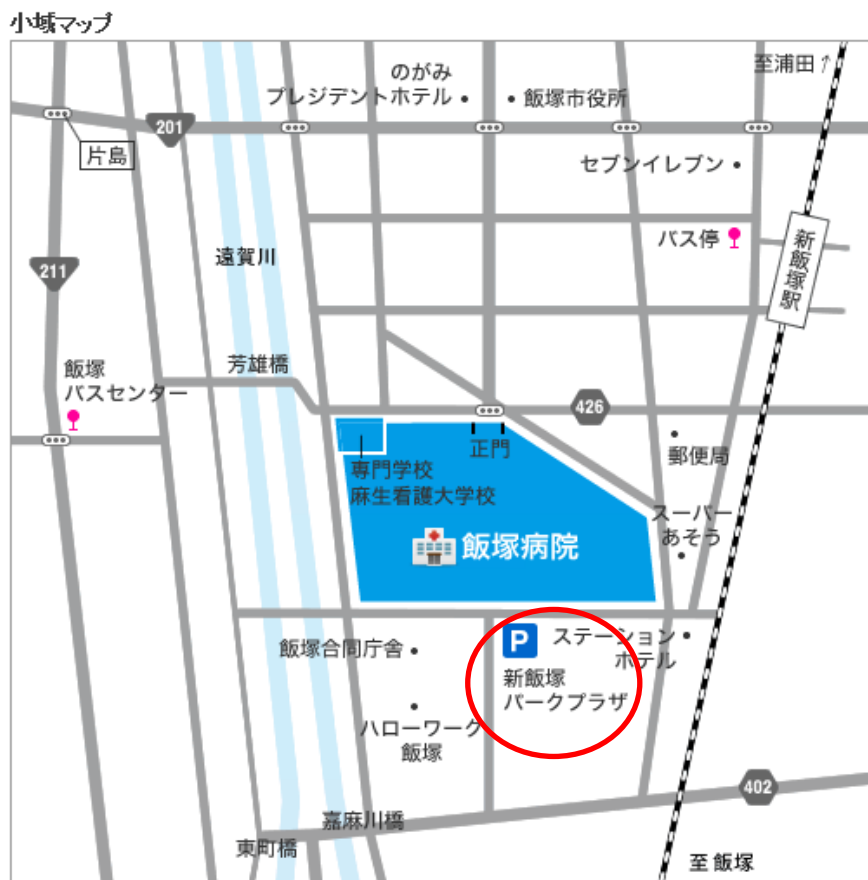 小域マップ
至浦田↑
のがみ
プレジデントホテル
飯塚市役所
201
片島
セブンイレブン
バス停
新飯塚駅
遠賀川
211
芳雄橋
飯塚
バスセンター
426
正門
郵便局
専門学校
麻生看護大学校
スーパー
あそう
飯塚病院
P
ステーション
ホテル
飯塚合同庁舎
新飯塚
パークプラザ
ハローワーク
飯塚
402
嘉麻川橋
東町橋
至飯塚